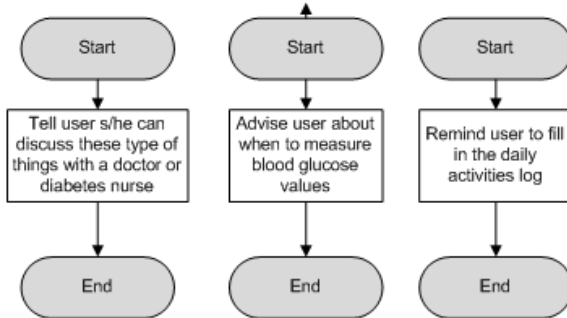 Start
Tell user s/he can
discuss these type of
things with a doctor or
diabetes nurse
End
Start
Advise user about
when to measure
blood glucose
values
End
Start
Remind user to fill
in the daily
activities log
End